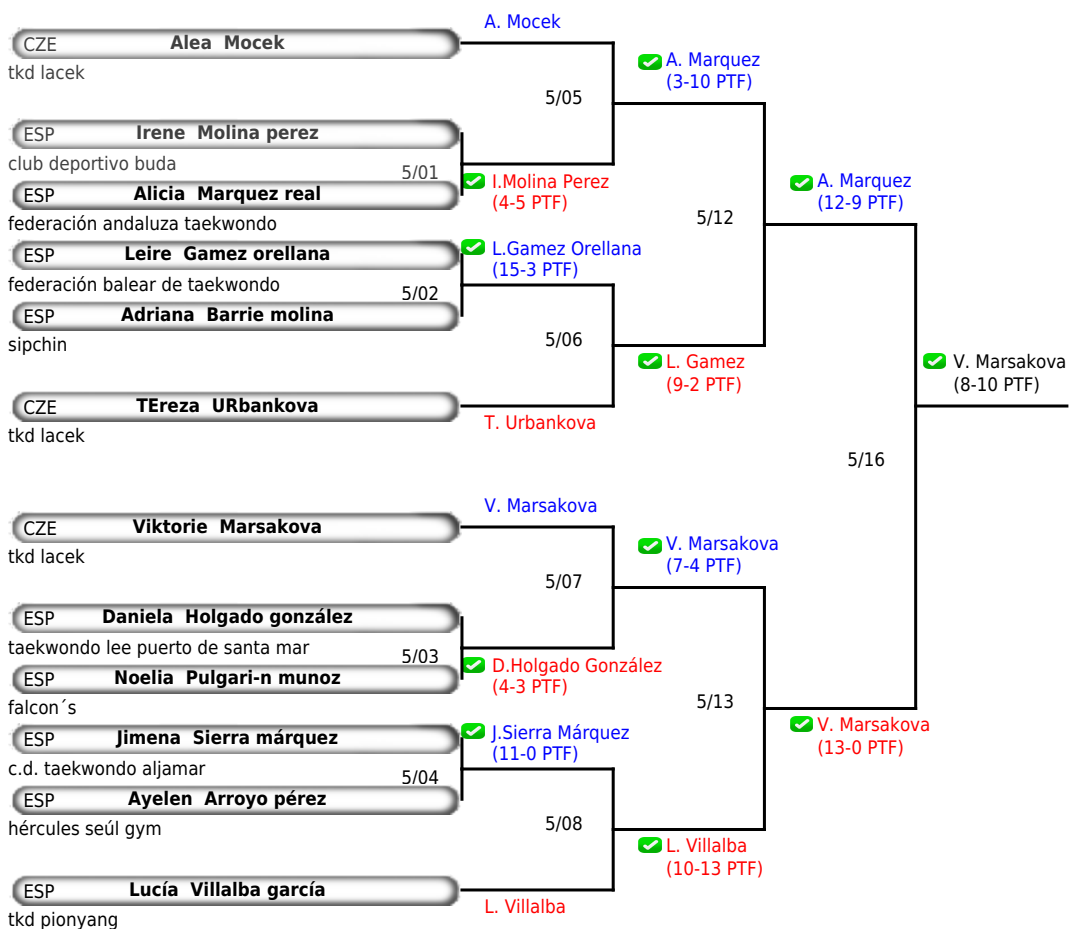 A. Mocek
CZE Alea Mocek
tkd lacek
A. Marquez
(3-10 PTF)
5/05
ESP Irene Molina perez
club deportivo buda
5/01
I.Molina Perez
(4-5 PTF)
A. Marquez
(12-9 PTF)
ESP Alicia Marquez real
federación andaluza taekwondo
5/12
ESP Leire Gamez orellana
L.Gamez Orellana
(15-3 PTF)
federación balear de taekwondo
5/02
ESP Adriana Barrie molina
sipchin
5/06
L. Gamez
(9-2 PTF)
V. Marsakova
(8-10 PTF)
CZE TEreza URbankova
T. Urbankova
tkd lacek
5/16
V. Marsakova
CZE Viktorie Marsakova
tkd lacek
V. Marsakova
(7-4 PTF)
5/07
ESP Daniela Holgado gonzález
taekwondo lee puerto de santa mar
5/03
D.Holgado González
(4-3 PTF)
ESP Noelia Pulgari-n munoz
falcon´s
5/13
V. Marsakova
(13-0 PTF)
ESP Jimena Sierra márquez
J.Sierra Márquez
(11-0 PTF)
c.d. taekwondo aljamar
5/04
ESP Ayelen Arroyo pérez
hércules seúl gym
5/08
L. Villalba
(10-13 PTF)
ESP Lucía Villalba garcía
L. Villalba
tkd pionyang